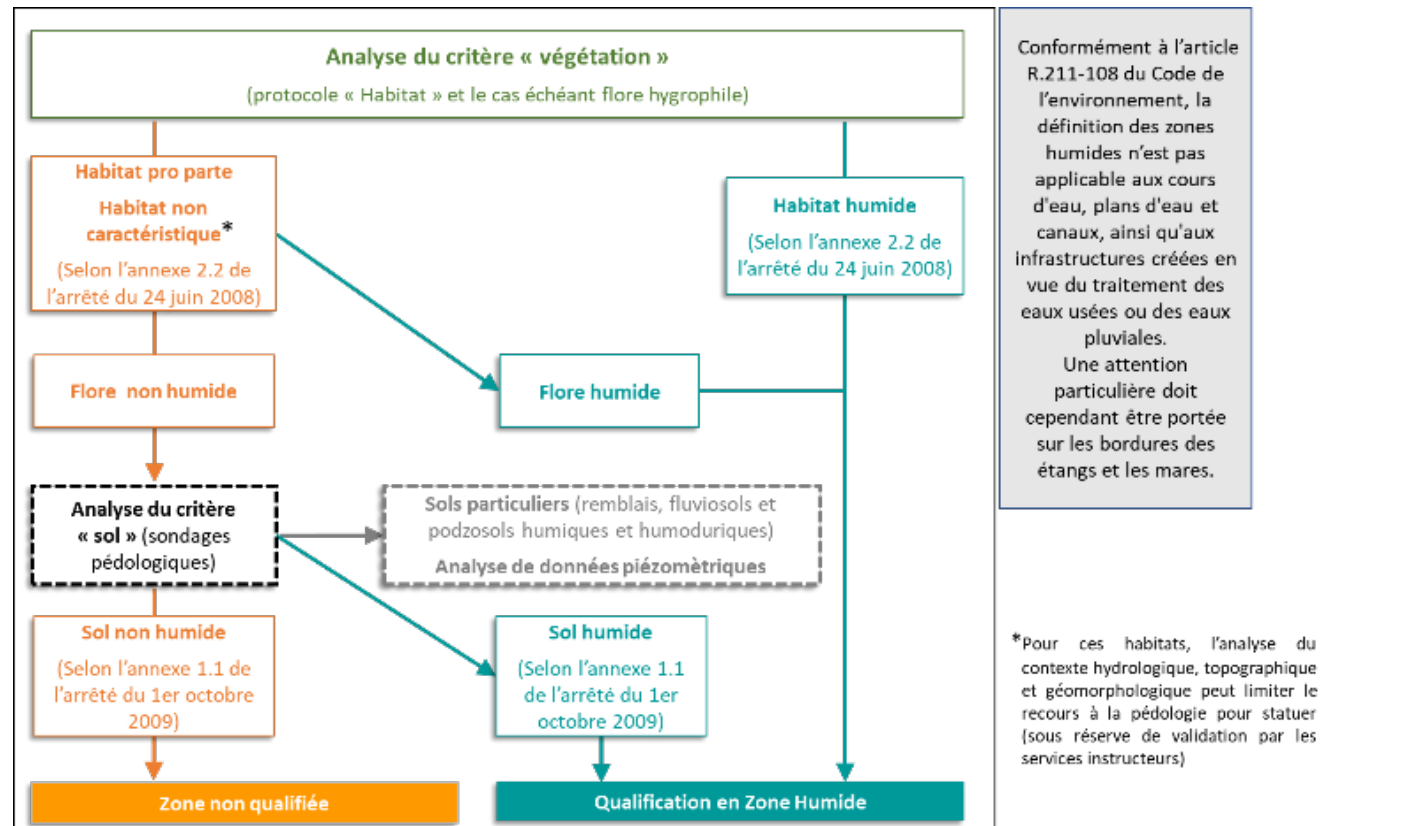 Analyse du critère « végétation »
(protocole « Habitat » et le cas échéant flore hygrophile)
Habitat pro parte
Habitat non
caractéristique*
(Selon l'annexe 2.2 de
l'arrêté du 24 juin 2008)
Habitat humide
(Selon l'annexe 2.2 de
l'arrêté du 24 juin 2008)
Flore non humide
Flore humide
Analyse du critère
« sol » (sondages
pédologiques)
Sols particuliers (remblais, fluviosols et
podzosols humiques et humoduriques)
Analyse de données piézomètriques
Sol non humide
(Selon l'annexe 1.1 de
l'arrêté du 1er octobre
2009)
Sol humide
(Selon l'annexe 1.1
de l'arrêté du 1er
octobre 2009)
Zone non qualifiée
Qualification en Zone Humide
Conformément à l'article
R.211-108 du Code de
l'environnement, la
définition des zones
humides n'est pas
applicable aux cours
d'eau, plans d'eau et
canaux, ainsi qu'aux
infrastructures créées en
vue du traitement des
eaux usées ou des eaux
pluviales.
Une attention
particulière doit
cependant être portée
sur les bordures des
étangs et les mares.
*Pour ces habitats, l'analyse du
contexte hydrologique, topographique
et géomorphologique peut limiter le
recours à la pédologie pour statuer
(sous réserve de validation par les
services instructeurs)